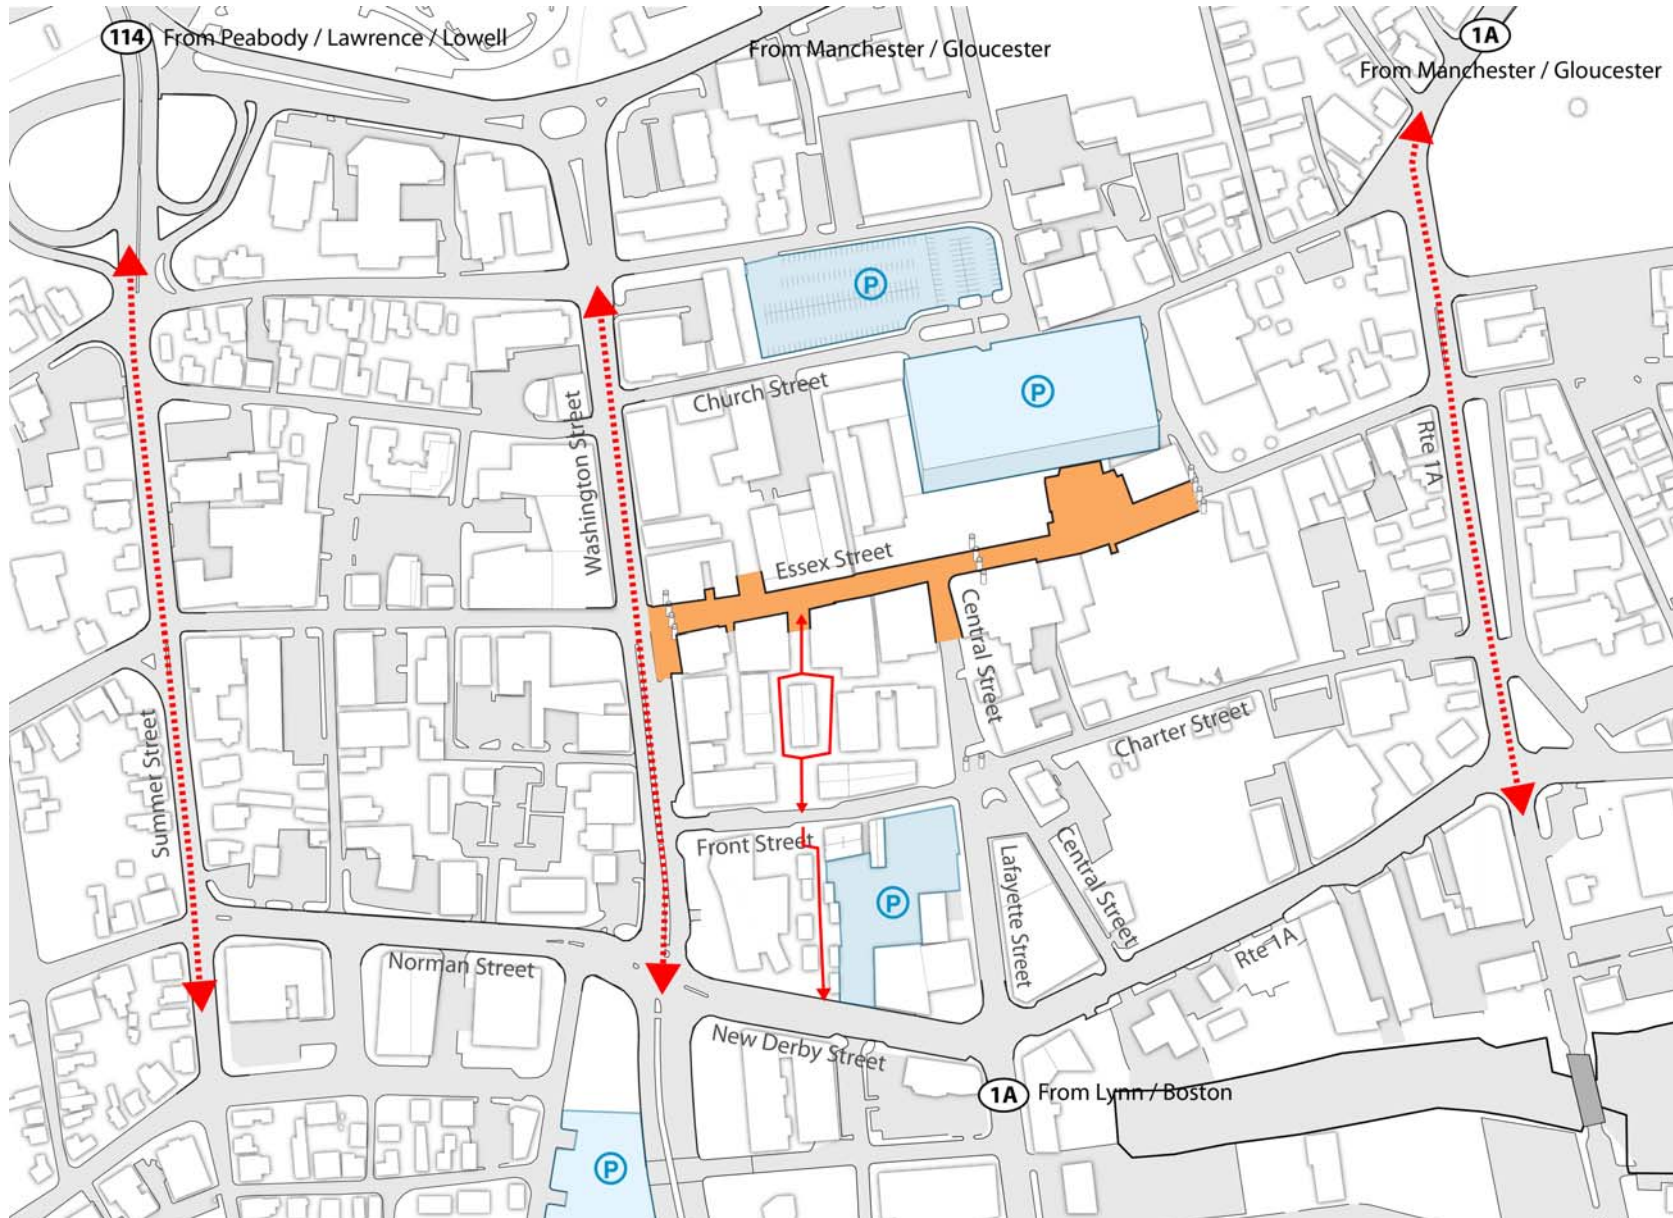 114 From Peabody / Lawrence / Lowell
From Manchester / Gloucester
1A
From Manchester / Gloucester
P
Church Street
P
Washington Street
Rte 1A
Essex Street
Central Street
Summer Street
Charter Street
Front Street
P
Lafayette Street
Central Street
Norman Street
Rte 1A
New Derby Street
1A From Lynn / Boston
P